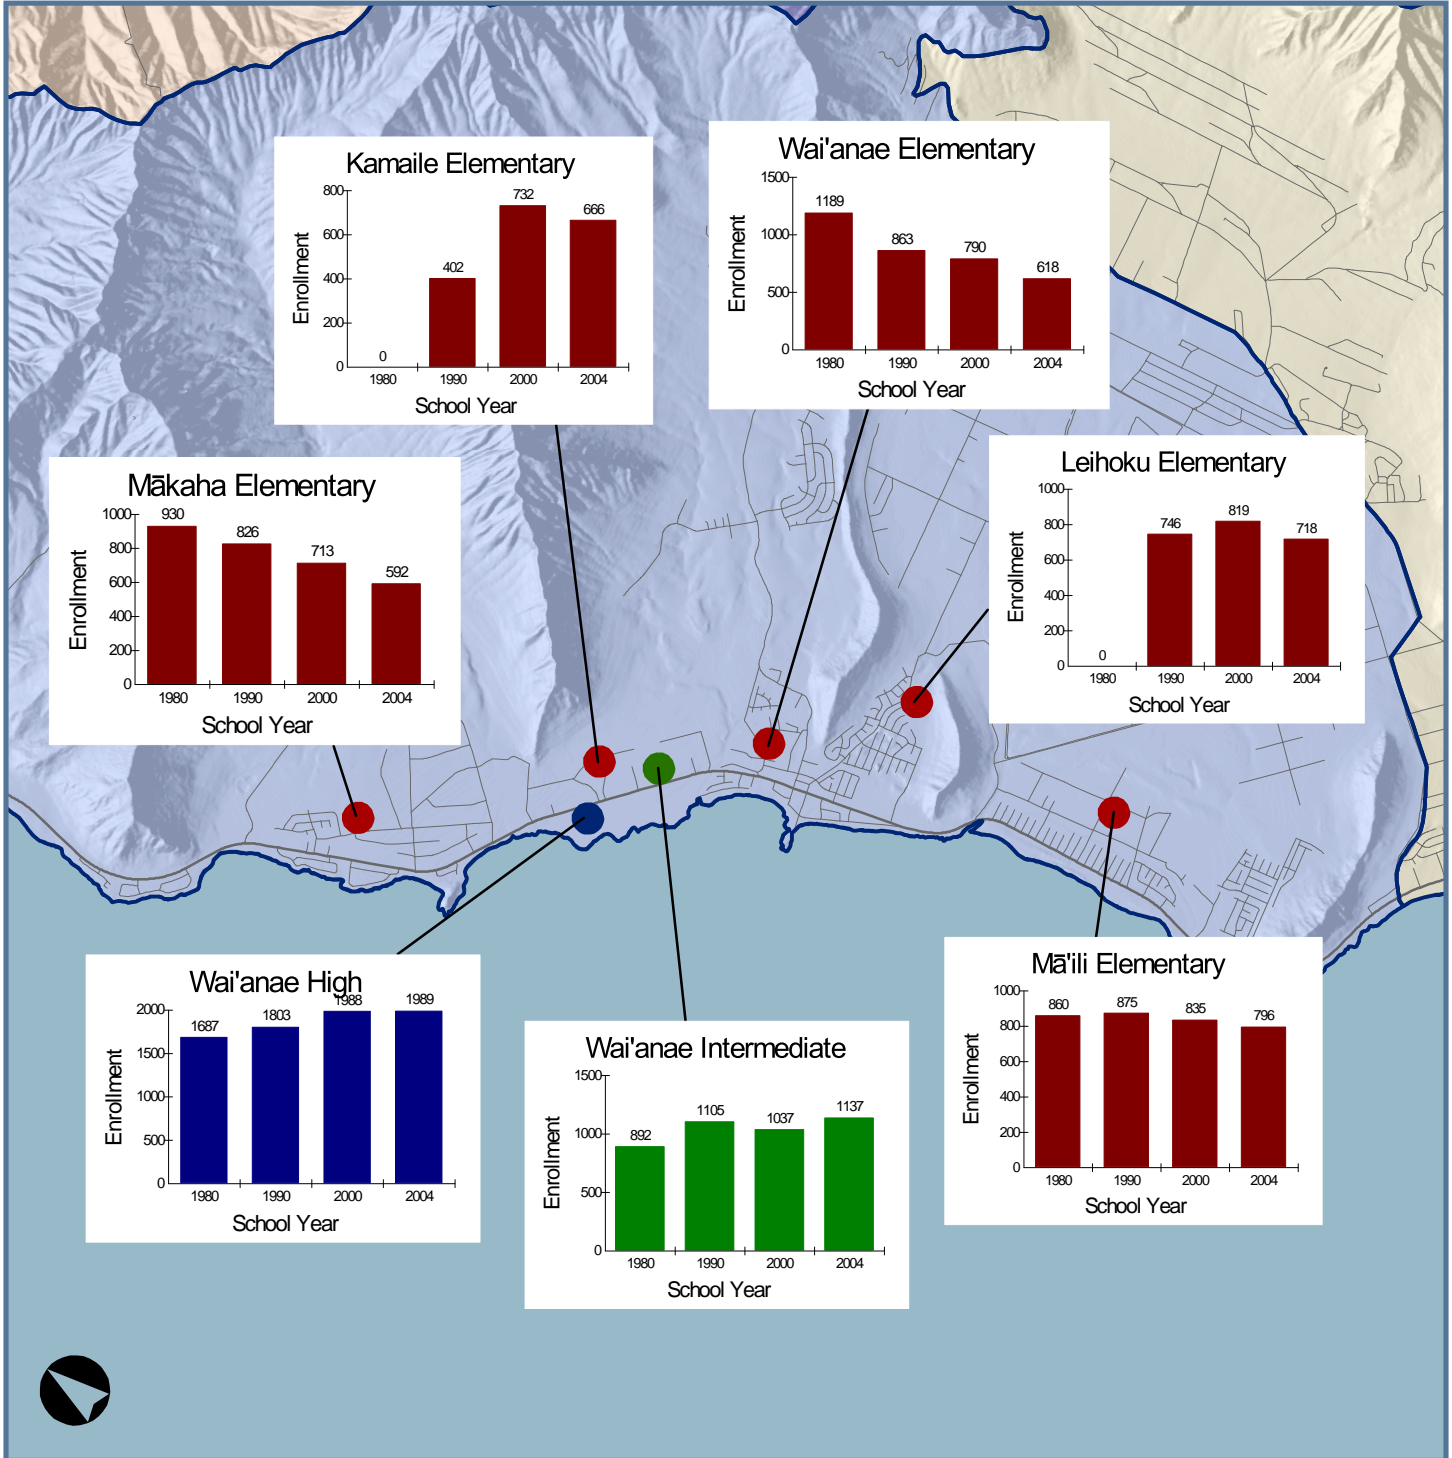 Kamaile Elementary
Enrollment
800
600
400
200
0
0
402
732
666
1980 1990 2000 2004
School Year
Wai'anae Elementary
Enrollment
1500
1000
500
0
1189
863
790
618
1980 1990 2000 2004
School Year
Mākaha Elementary
Enrollment
1000
800
600
400
200
0
930
826
713
592
1980 1990 2000 2004
School Year
Leihoku Elementary
Enrollment
1000
800
600
400
200
0
0
746
819
718
1980 1990 2000 2004
School Year
Wai'anae High
Enrollment
2000
1500
1000
500
0
1687
1803
1988
1989
1980 1990 2000 2004
School Year
Wai'anae Intermediate
Enrollment
1500
1000
500
0
892
1105
1037
1137
1980 1990 2000 2004
School Year
Mā'ili Elementary
Enrollment
1000
800
600
400
200
0
860
875
835
796
1980 1990 2000 2004
School Year